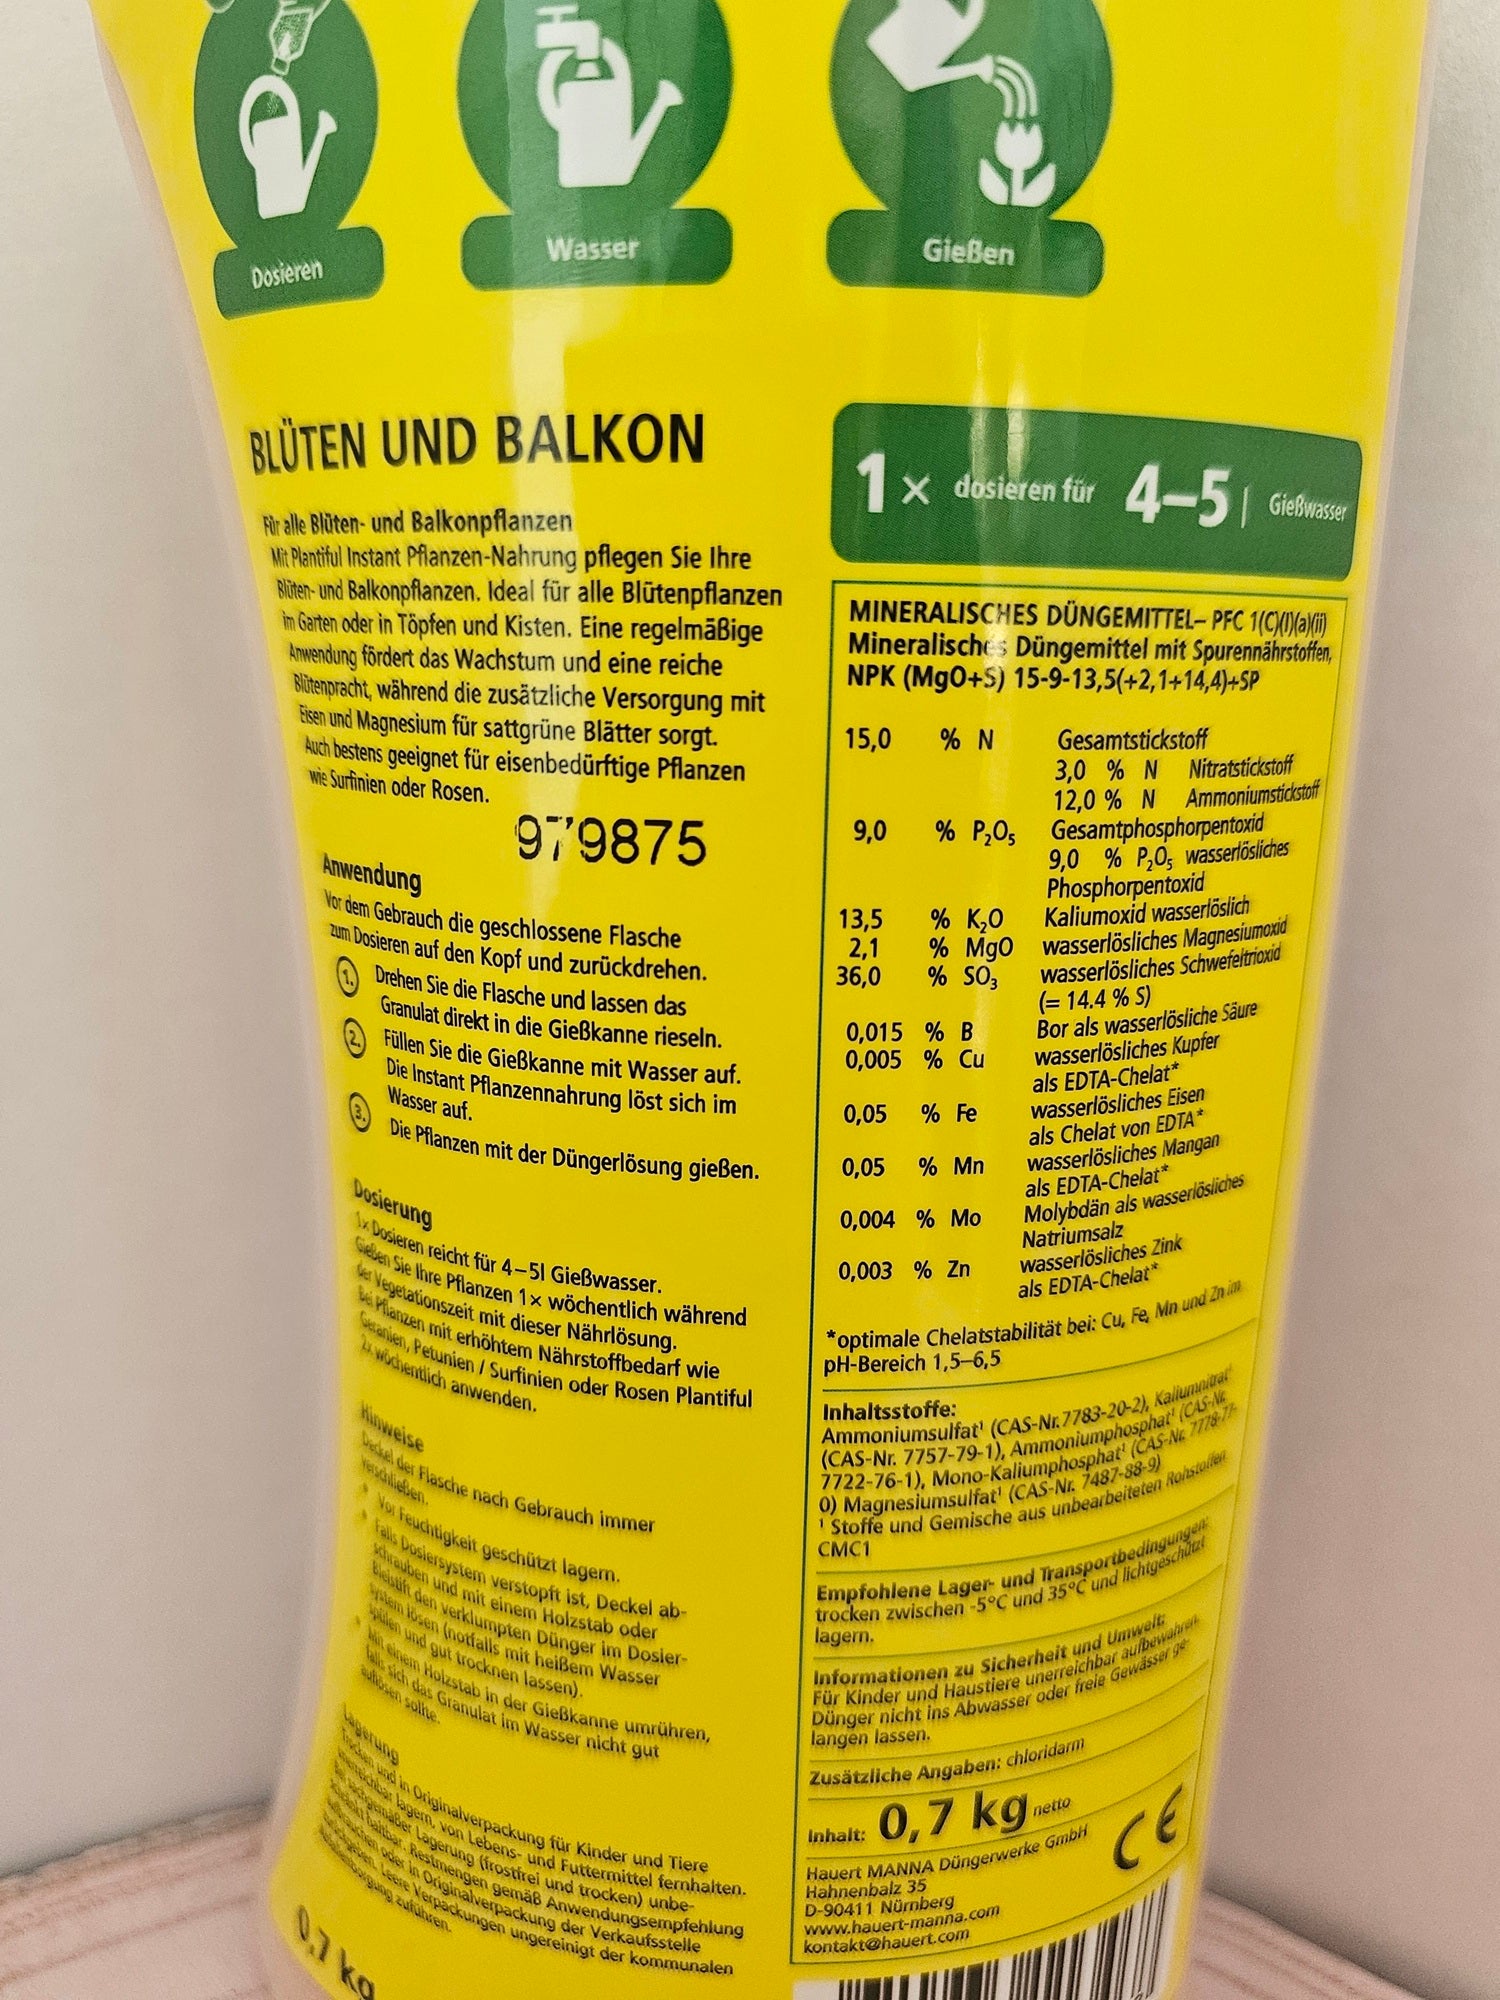 Dosieren
Wasser
Gießen
BLÜTEN UND BALKON
Für alle Blüten- und Balkonpflanzen
Mit Plantiful Instant Pflanzen-Nahrung pflegen Sie Ihre
Blüten- und Balkonpflanzen. Ideal für alle Blütenpflanzen
im Garten oder in Töpfen und Kisten. Eine regelmäßige
Anwendung fördert das Wachstum und eine reiche
Blütenpracht, während die zusätzliche Versorgung mit
Eisen und Magnesium für sattgrüne Blätter sorgt.
Auch bestens geeignet für eisenbedürftige Pflanzen
wie Surfinien oder Rosen.
979875
Anwendung
Vor dem Gebrauch die geschlossene Flasche
zum Dosieren auf den Kopf und zurückdrehen.
1. Drehen Sie die Flasche und lassen das
Granulat direkt in die Gießkanne rieseln.
2. Füllen Sie die Gießkanne mit Wasser auf.
Die Instant Pflanzennahrung löst sich im
Wasser auf.
3. Die Pflanzen mit der Düngerlösung gießen.
Dosierung
1x Dosieren reicht für 4–5l Gießwasser.
Gießen Sie Ihre Pflanzen 1x wöchentlich während
der Vegetationszeit mit dieser Nährlösung.
Bei Pflanzen mit erhöhtem Nährstoffbedarf wie
Geranien, Petunien / Surfinien oder Rosen Plantiful
2x wöchentlich anwenden.
Hinweise
Deckel der Flasche nach Gebrauch immer
verschließen.
• Vor Feuchtigkeit geschützt lagern.
• Falls Dosiersystem verstopft ist, Deckel ab-
schrauben und mit einem Holzstab oder
Bleistift den verklumpten Dünger im Dosier-
system lösen (notfalls mit heißem Wasser
spülen und gut trocknen lassen).
• Mit einem Holzstab in der Gießkanne umrühren,
falls sich das Granulat im Wasser nicht gut
auflösen sollte.
Lagerung
Trocken und in Originalverpackung für Kinder und Tiere
unerreichbar lagern, von Lebens- und Futtermittel fernhalten.
Bei sachgemäßer Lagerung (frostfrei und trocken) unbe-
schränkt haltbar. Restmengen gemäß Anwendungsempfehlung
aufbrauchen oder in Originalverpackung der Verkaufsstelle
zurückgeben. Leere Verpackungen ungereinigt der kommunalen
Entsorgung zuführen.
0,7 kg
1 x dosieren für 4–5 l Gießwasser
MINERALISCHES DÜNGEMITTEL– PFC 1(C)(I)(a)(ii)
Mineralisches Düngemittel mit Spurennährstoffen,
NPK (MgO+S) 15-9-13,5(+2,1+14,4)+SP
15,0 % N Gesamtstickstoff
3,0 % N Nitratstickstoff
12,0 % N Ammoniumstickstoff
9,0 % P₂O₅ Gesamtphosphorpentoxid
9,0 % P₂O₅ wasserlösliches
Phosphorpentoxid
13,5 % K₂O Kaliumoxid wasserlöslich
2,1 % MgO wasserlösliches Magnesiumoxid
36,0 % SO₃ wasserlösliches Schwefeltrioxid
(= 14.4 % S)
0,015 % B Bor als wasserlösliche Säure
0,005 % Cu wasserlösliches Kupfer
als EDTA-Chelat*
0,05 % Fe wasserlösliches Eisen
als Chelat von EDTA*
0,05 % Mn wasserlösliches Mangan
als EDTA-Chelat*
0,004 % Mo Molybdän als wasserlösliches
Natriumsalz
0,003 % Zn wasserlösliches Zink
als EDTA-Chelat*
*optimale Chelatstabilität bei: Cu, Fe, Mn und Zn im
pH-Bereich 1,5–6,5
Inhaltsstoffe:
Ammoniumsulfat¹ (CAS-Nr.7783-20-2), Kaliumnitrat¹
(CAS-Nr. 7757-79-1), Ammoniumphosphat¹ (CAS-Nr.
7722-76-1), Mono-Kaliumphosphat¹ (CAS-Nr. 7778-77-
0) Magnesiumsulfat¹ (CAS-Nr. 7487-88-9)
¹ Stoffe und Gemische aus unbearbeiteten Rohstoffen
CMC1
Empfohlene Lager- und Transportbedingungen:
trocken zwischen -5°C und 35°C und lichtgeschützt
lagern.
Informationen zu Sicherheit und Umwelt:
Für Kinder und Haustiere unerreichbar aufbewahren.
Dünger nicht ins Abwasser oder freie Gewässer ge-
langen lassen.
Zusätzliche Angaben: chloridarm
Inhalt: 0,7 kg netto
CE
Hauert MANNA Düngerwerke GmbH
Hahnenbalz 35
D-90411 Nürnberg
www.hauert-manna.com
kontakt@hauert.com